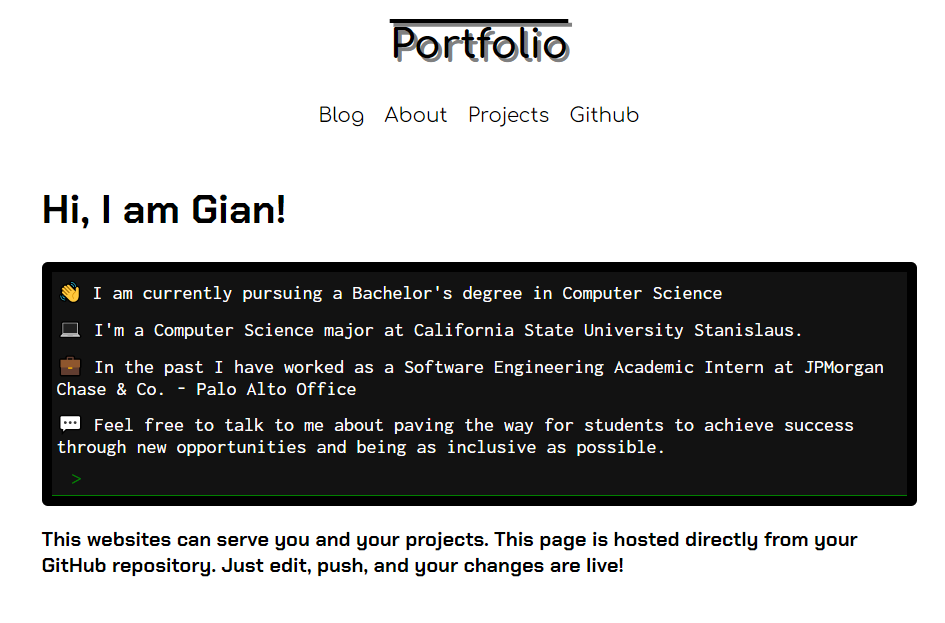 Portfolio
Blog About Projects Github
Hi, I am Gian!
👋 I am currently pursuing a Bachelor's degree in Computer Science
💻 I'm a Computer Science major at California State University Stanislaus.
💼 In the past I have worked as a Software Engineering Academic Intern at JPMorgan
Chase & Co. - Palo Alto Office
💬 Feel free to talk to me about paving the way for students to achieve success
through new opportunities and being as inclusive as possible.
>
This websites can serve you and your projects. This page is hosted directly from your
GitHub repository. Just edit, push, and your changes are live!